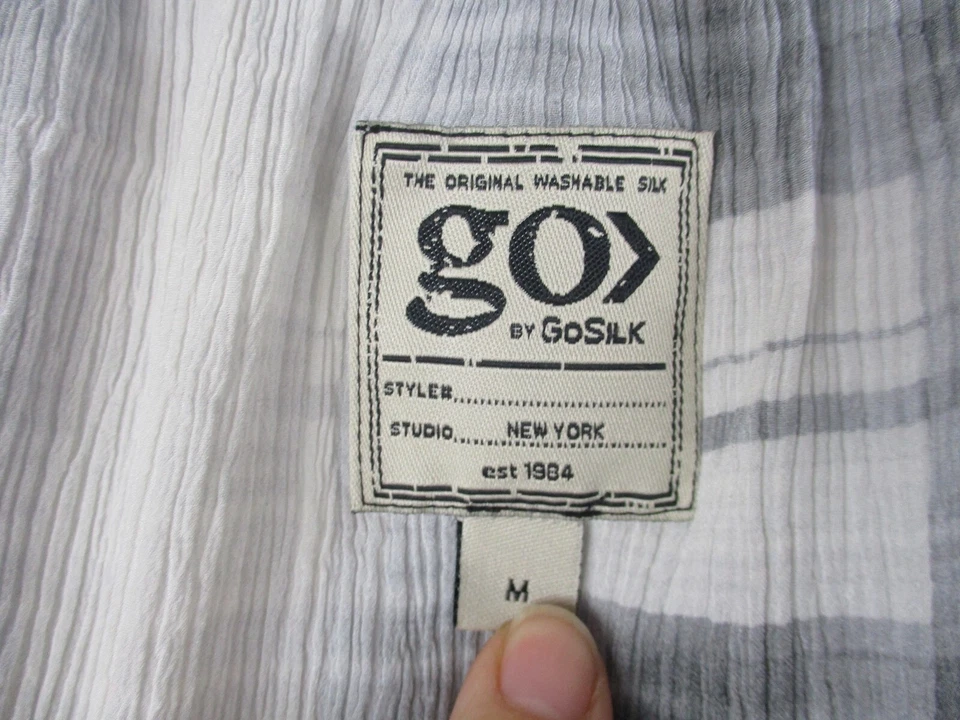 THE ORIGINAL WASHABLE SILK
go>
BY GOSILK
STYLE#
STUDIO NEW YORK
est 1984
M